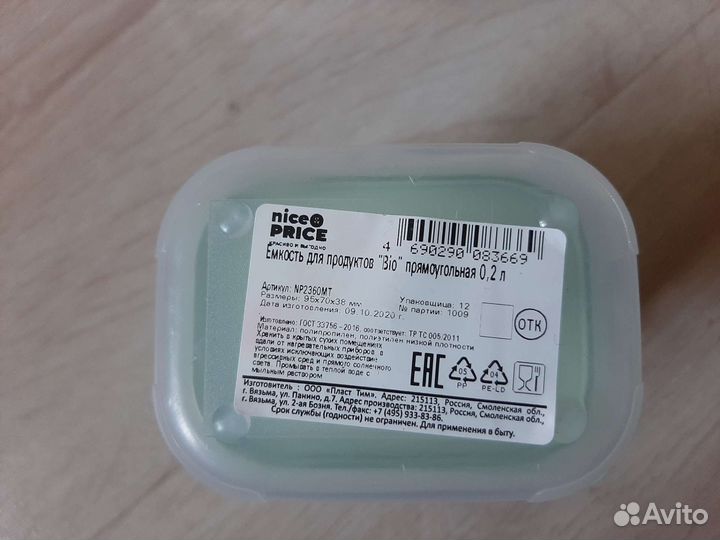 nice
PRICE
КРАСИВО И ВЫГОДНО
4 690290 083669
Ёмкость для продуктов "Bio" прямоугольная 0,2 л
Артикул: NP2360МТ
Размеры: 95х70х38 мм
Дата изготовления: 09.10.2020 г.
Упаковщица: 12
№ партии: 1009
ОТК
Изготовлено: ГОСТ 33756-2016, соответствует: ТР ТС 005/2011
Материал: полипропилен, полиэтилен низкой плотности
Хранить в крытых сухих помещениях
вдали от нагревательных приборов в
условиях исключающих воздействие
агрессивных сред и прямого солнечного
света. Промывать в теплой воде с
мыльным раствором
EAC
05
PP
04
PE-LD
Изготовитель : ООО «Пласт Тим». Адрес: 215113, Россия, Смоленская обл.,
г. Вязьма, ул. Панино, д.7. Адрес производства: 215113, Россия, Смоленская обл.,
г. Вязьма, ул. 2-ая Бозня. Тел./факс: +7 (495) 933-83-86.
Срок службы (годности) не ограничен. Для применения в быту.
Avito